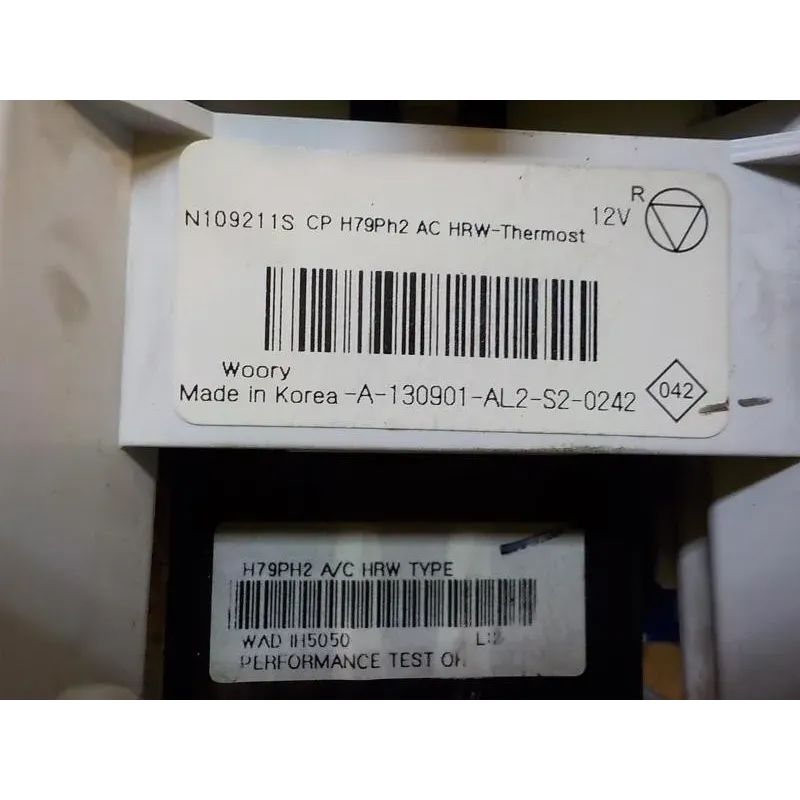 N109211S CP H79Ph2 AC HRW-Thermost 12V R
Woory
Made in Korea -A-130901-AL2-S2-0242 042
H79PH2 A/C HRW TYPE
WAD IH5050
PERFORMANCE TEST